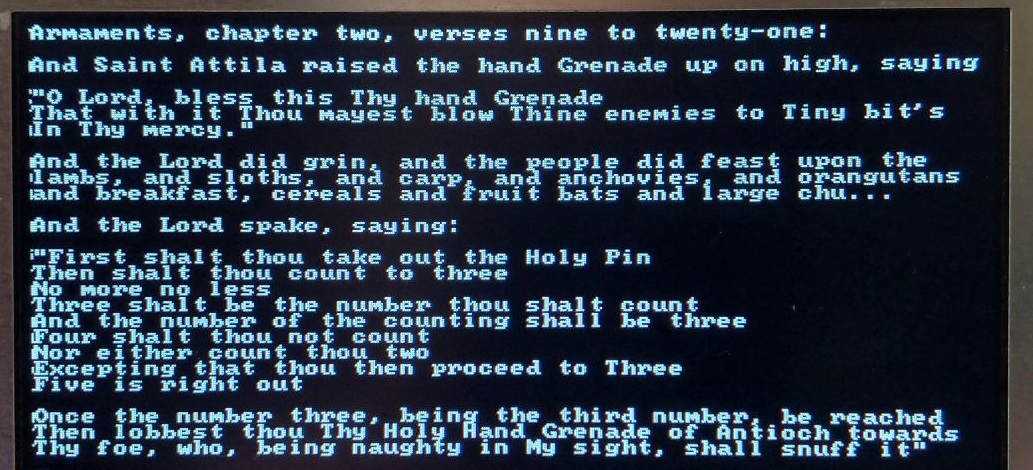 Armaments, chapter two, verses nine to twenty-one:
And Saint Attila raised the hand Grenade up on high, saying
"O Lord, bless this Thy hand Grenade
That with it Thou mayest blow Thine enemies to Tiny bit's
In Thy mercy."
And the Lord did grin, and the people did feast upon the
lambs, and sloths, and carp, and anchovies, and orangutans
and breakfast, cereals and fruit bats and large chu...
And the Lord spake, saying:
"First shalt thou take out the Holy Pin
Then shalt thou count to three
No more no less
Three shalt be the number thou shalt count
And the number of the counting shall be three
Four shalt thou not count
Nor either count thou two
Excepting that thou then proceed to Three
Five is right out
Once the number three, being the third number, be reached
Then lobbest thou Thy Holy Hand Grenade of Antioch towards
Thy foe, who, being naughty in My sight, shall snuff it"